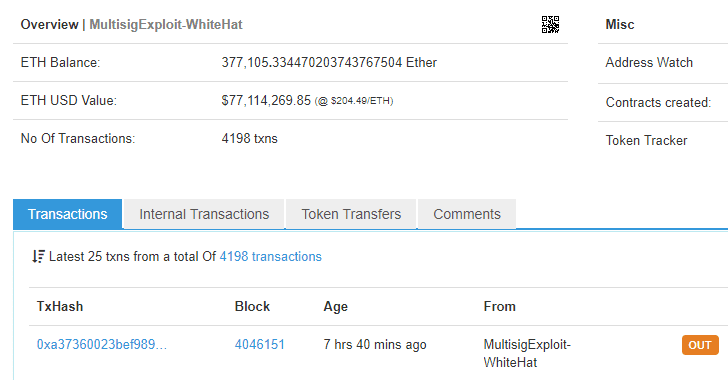 Overview | MultisigExploit-WhiteHat
ETH Balance: 377,105.334470203743767504 Ether
ETH USD Value: $77,114,269.85 (@ $204.49/ETH)
No Of Transactions: 4198 txns
Misc
Address Watch
Contracts created:
Token Tracker
Transactions Internal Transactions Token Transfers Comments
Latest 25 txns from a total Of 4198 transactions
TxHash Block Age From
0xa37360023bef989... 4046151 7 hrs 40 mins ago MultisigExploit- OUT
WhiteHat